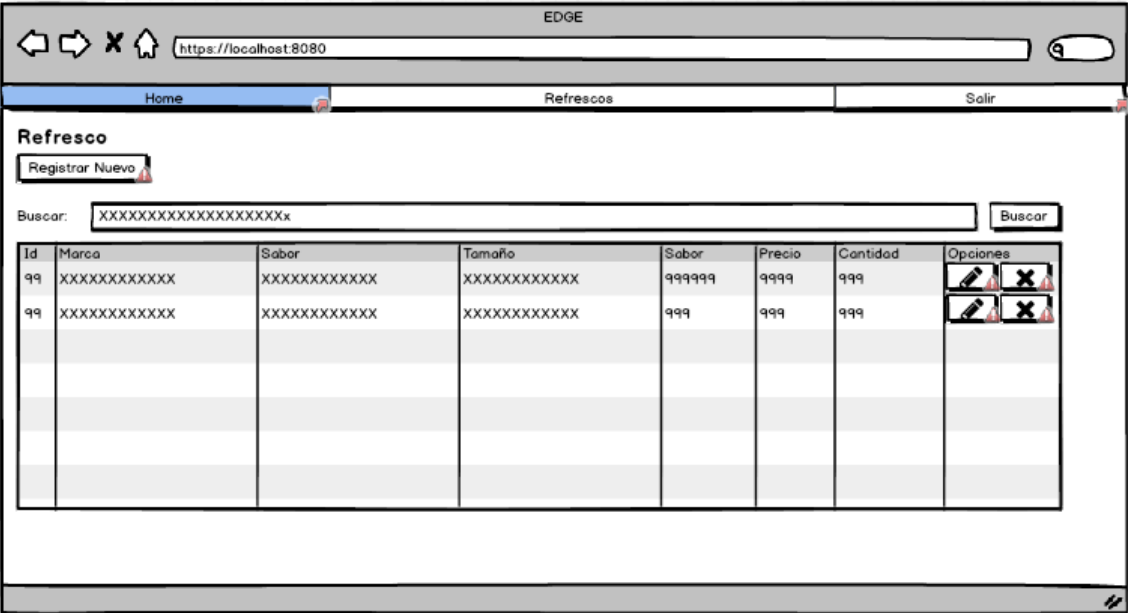 EDGE
https://localhost:8080
Home Refrescos Salir
Refresco
Registrar Nuevo
Buscar: XXXXXXXXXXXXXXXXXXXx Buscar
Id Marca Sabor Tamaño Sabor Precio Cantidad Opciones
99 XXXXXXXXXXXX XXXXXXXXXXXX XXXXXXXXXXXX 999999 9999 999
99 XXXXXXXXXXXX XXXXXXXXXXXX XXXXXXXXXXXX 999 999 999